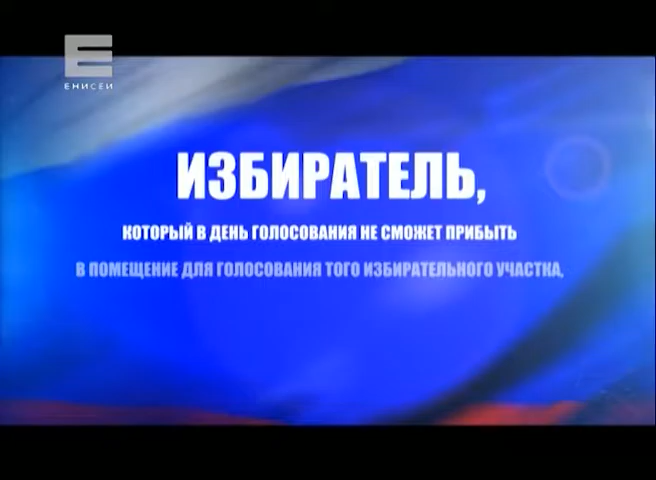 ЕНИСЕЙ
ИЗБИРАТЕЛЬ,
КОТОРЫЙ В ДЕНЬ ГОЛОСОВАНИЯ НЕ СМОЖЕТ ПРИБЫТЬ
В ПОМЕЩЕНИЕ ДЛЯ ГОЛОСОВАНИЯ ТОГО ИЗБИРАТЕЛЬНОГО УЧАСТКА,